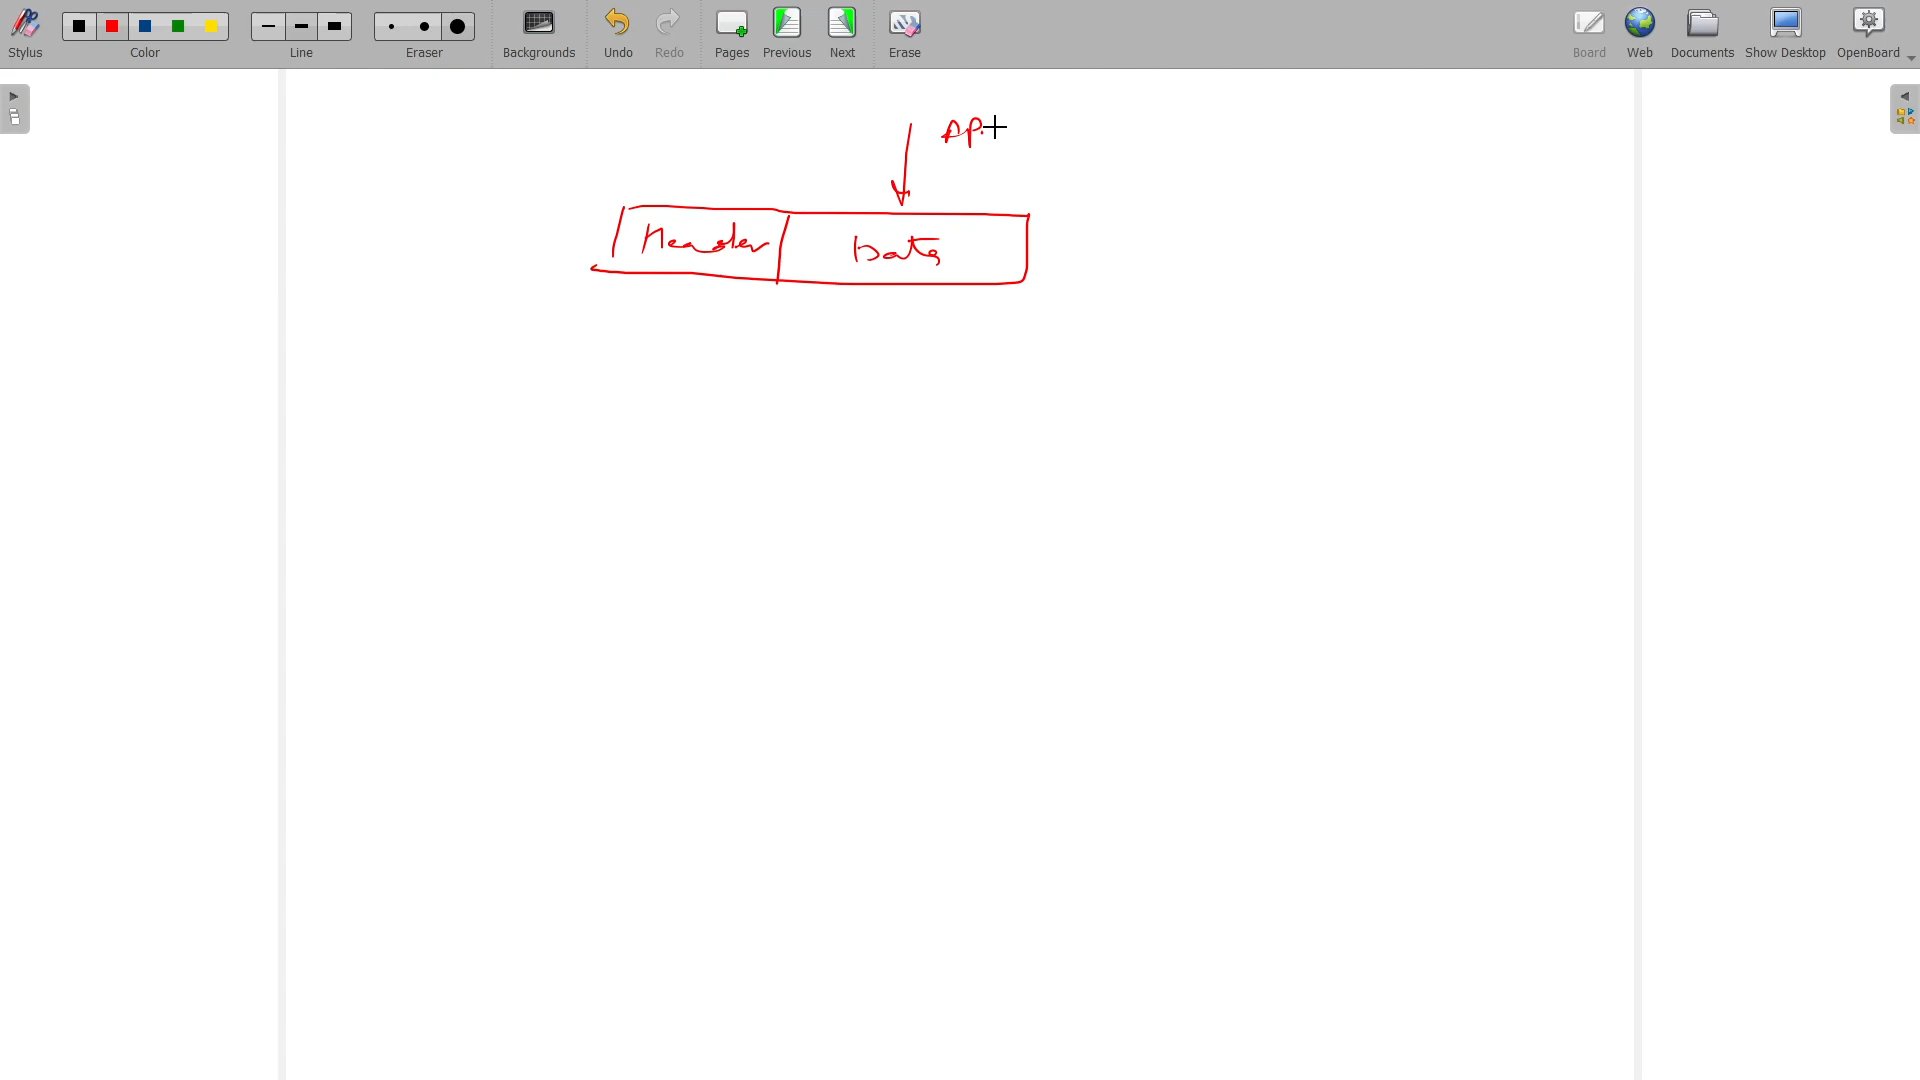 Stylus Color Line Eraser Backgrounds Undo Redo Pages Previous Next Erase Board Web Documents Show Desktop OpenBoard
AP
Header Data